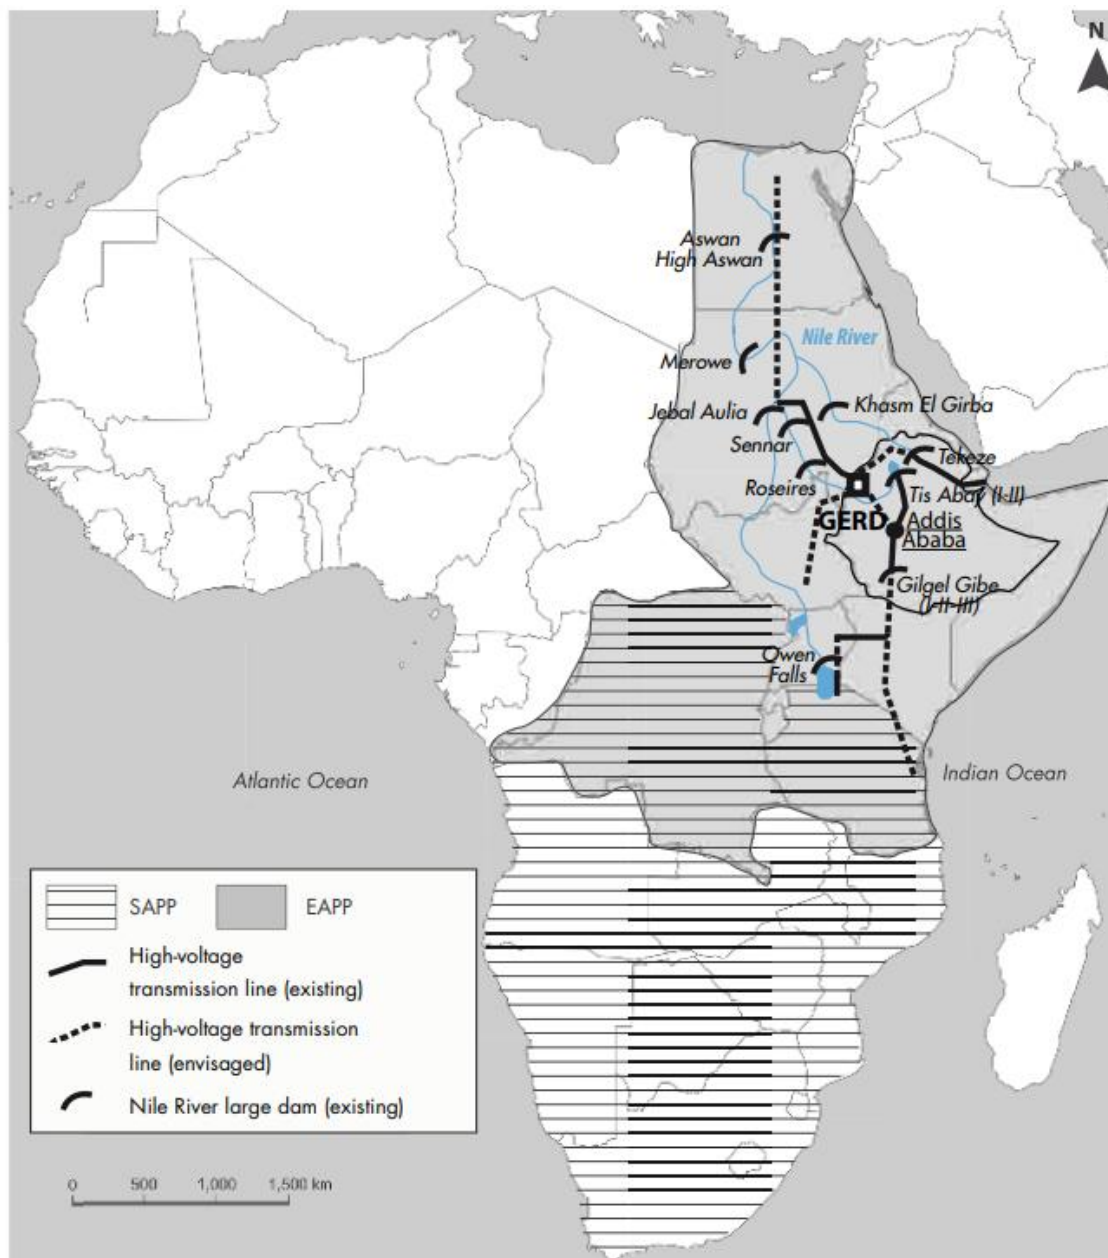 N
Aswan
High Aswan
Nile River
Merowe
Jebal Aulia
Khasm El Girba
Sennar
Tekeze
Roseires
Tis Abay (I-II)
GERD
Addis
Ababa
Gilgel Gibe
(I-II-III)
Owen
Falls
Atlantic Ocean
Indian Ocean
SAPP
EAPP
High-voltage
transmission line (existing)
High-voltage transmission
line (envisaged)
Nile River large dam (existing)
0 500 1,000 1,500 km